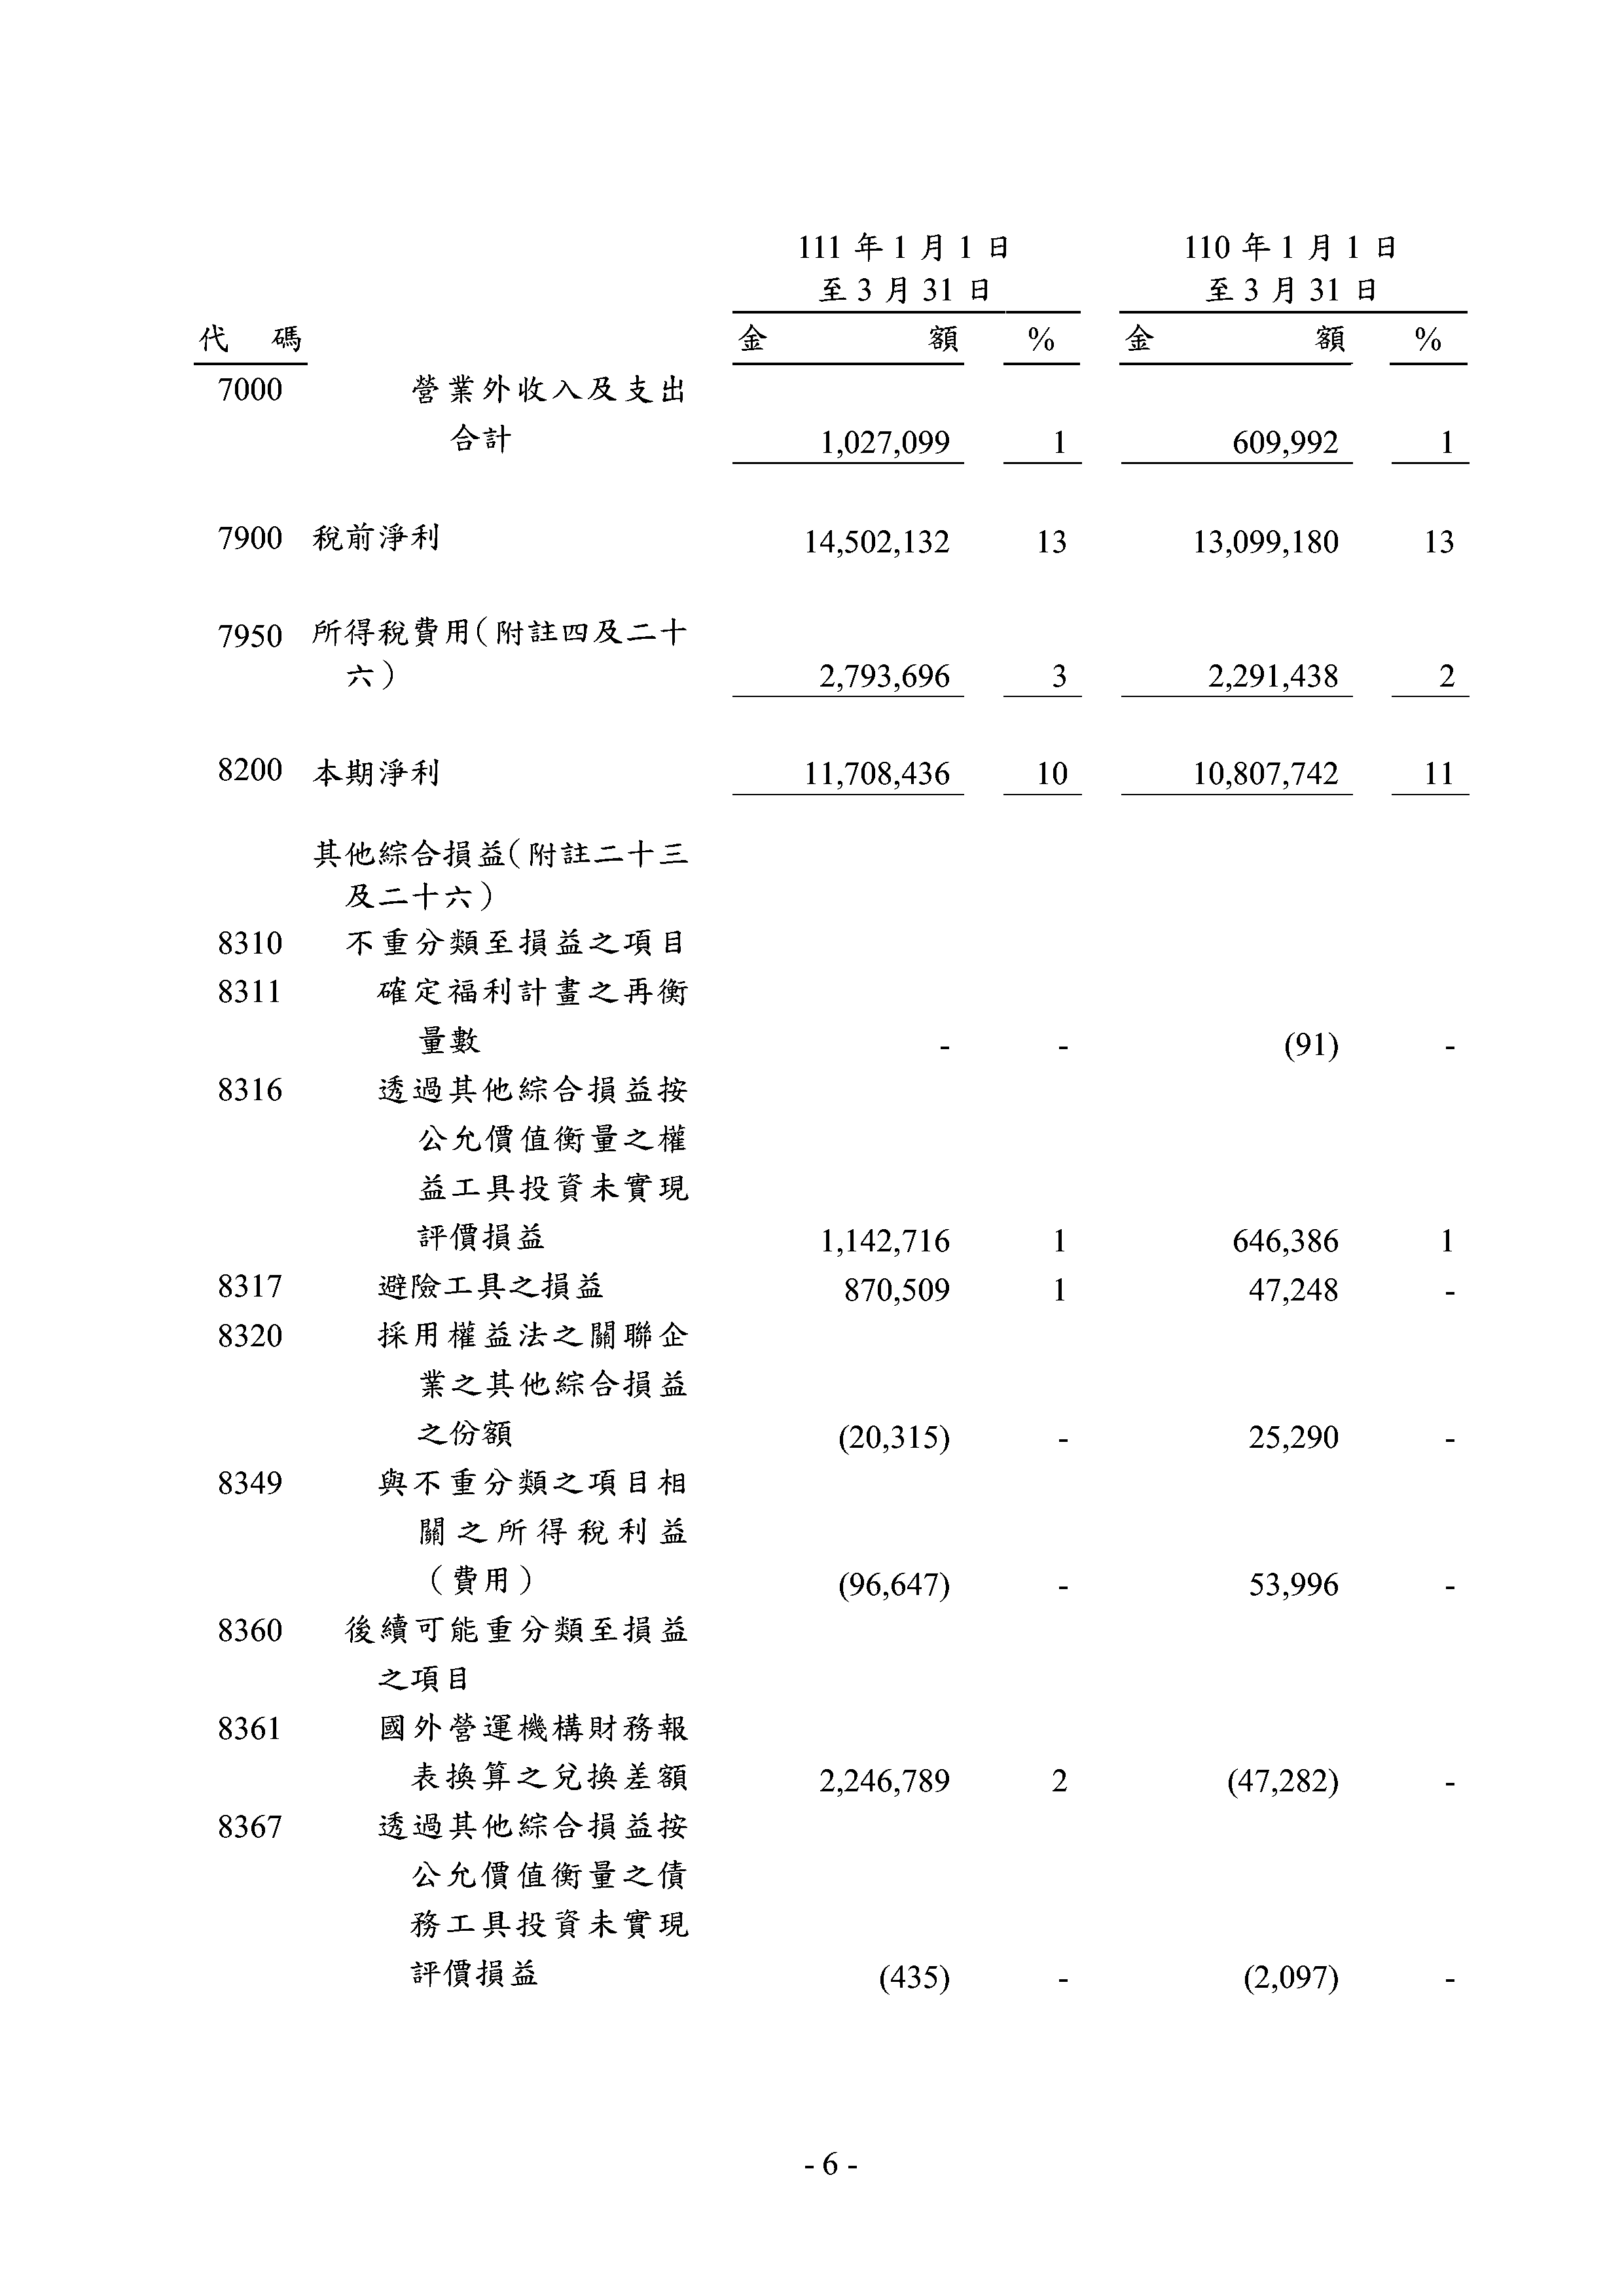 111 年 1 月 1 日 110 年 1 月 1 日
至 3 月 31 日 至 3 月 31 日
代 碼 金 額 % 金 額 %
7000 營業外收入及支出
合計 1,027,099 1 609,992 1
7900 稅前淨利 14,502,132 13 13,099,180 13
7950 所得稅費用(附註四及二十
六) 2,793,696 3 2,291,438 2
8200 本期淨利 11,708,436 10 10,807,742 11
其他綜合損益(附註二十三
及二十六)
8310 不重分類至損益之項目
8311 確定福利計畫之再衡
量數 - - (91) -
8316 透過其他綜合損益按
公允價值衡量之權
益工具投資未實現
評價損益 1,142,716 1 646,386 1
8317 避險工具之損益 870,509 1 47,248 -
8320 採用權益法之關聯企
業之其他綜合損益
之份額 (20,315) - 25,290 -
8349 與不重分類之項目相
關之所得稅利益
(費用) (96,647) - 53,996 -
8360 後續可能重分類至損益
之項目
8361 國外營運機構財務報
表換算之兌換差額 2,246,789 2 (47,282) -
8367 透過其他綜合損益按
公允價值衡量之債
務工具投資未實現
評價損益 (435) - (2,097) -
- 6 -